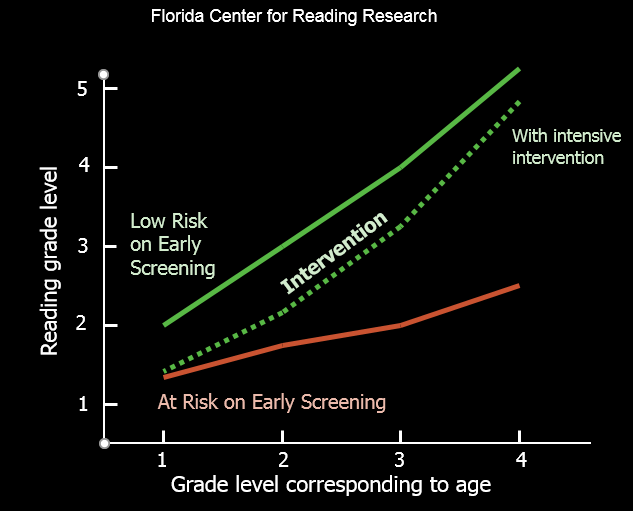 Florida Center for Reading Research
5
4
3
2
1
Reading grade level
Low Risk
on Early
Screening
Intervention
With intensive
intervention
At Risk on Early Screening
1 2 3 4
Grade level corresponding to age